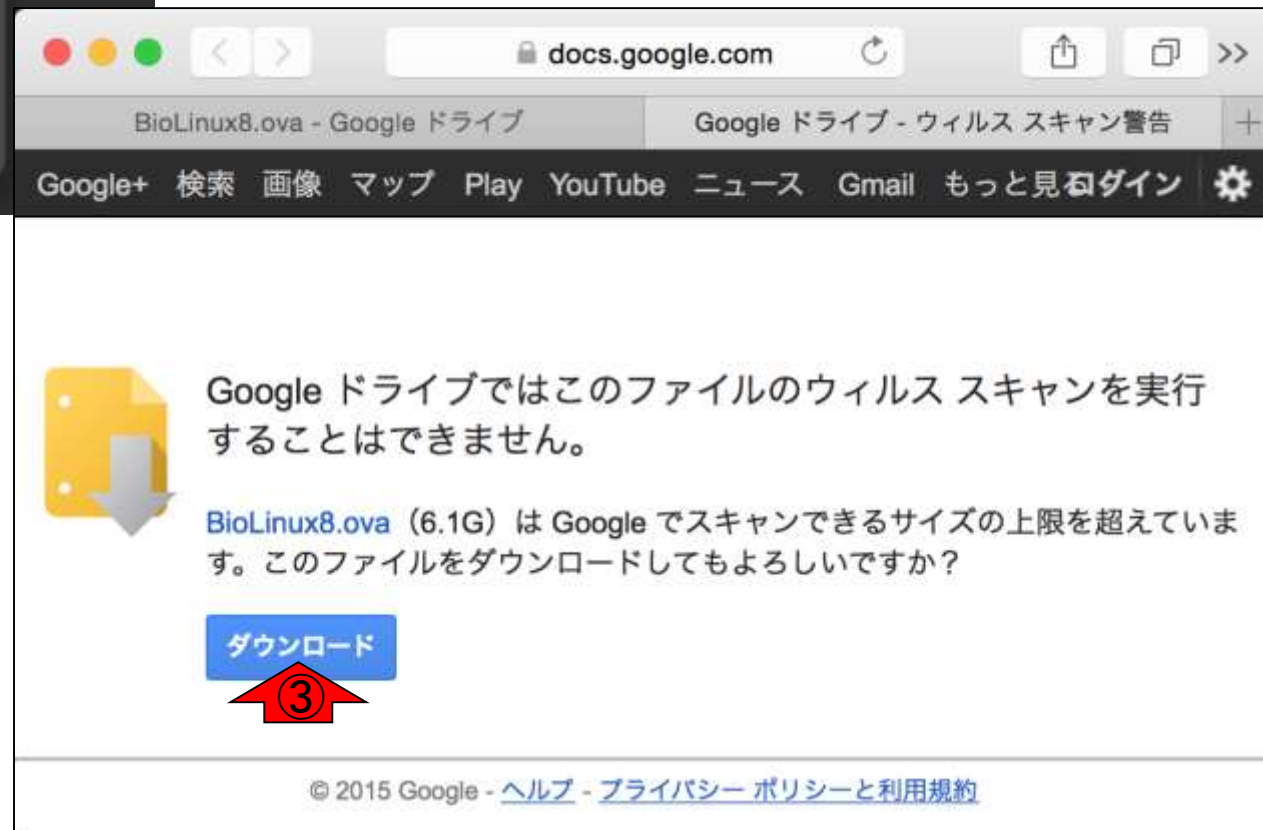 docs.google.com
>>
BioLinux8.ova - Google ドライブ
Google ドライブ - ウィルス スキャン警告
+
Google+ 検索 画像 マップ Play YouTube ニュース Gmail もっと見る ログイン
Google ドライブではこのファイルのウィルス スキャンを実行
することはできません。
BioLinux8.ova（6.1G）は Google でスキャンできるサイズの上限を超えていま
す。このファイルをダウンロードしてもよろしいですか？
ダウンロード
③
© 2015 Google - ヘルプ - プライバシー ポリシーと利用規約